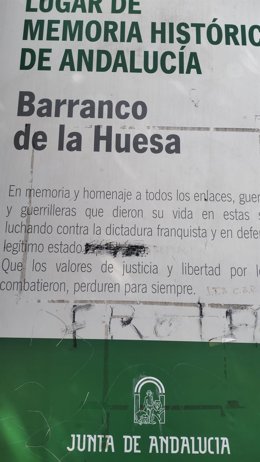 LUGAR DE
MEMORIA HISTÓRIC
DE ANDALUCÍA
Barranco
de la Huesa
En memoria y homenaje a todos los enlaces, guer
y guerrilleras que dieron su vida en estas s
luchando contra la dictadura franquista y en defe
legítimo estado
Que los valores de justicia y libertad por l
combatieron, perduren para siempre.
JUNTA DE ANDALUCIA